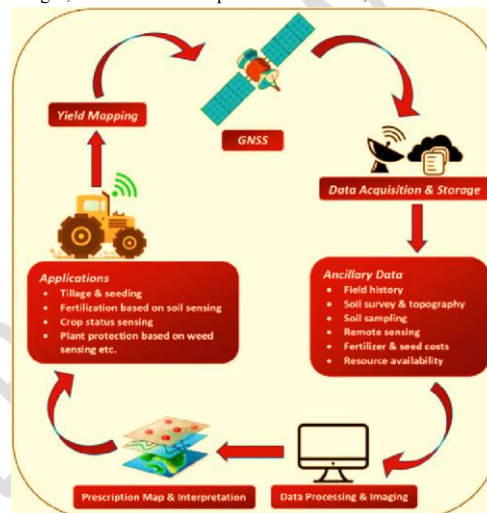 GNSS
Data Acquisition & Storage
Ancillary Data
• Field history
• Soil survey & topography
• Soil sampling
• Remote sensing
• Fertilizer & seed costs
• Resource availability
Data Processing & Imaging
Prescription Map & Interpretation
Applications
• Tillage & seeding
• Fertilization based on soil sensing
• Crop status sensing
• Plant protection based on weed
sensing etc.
Yield Mapping